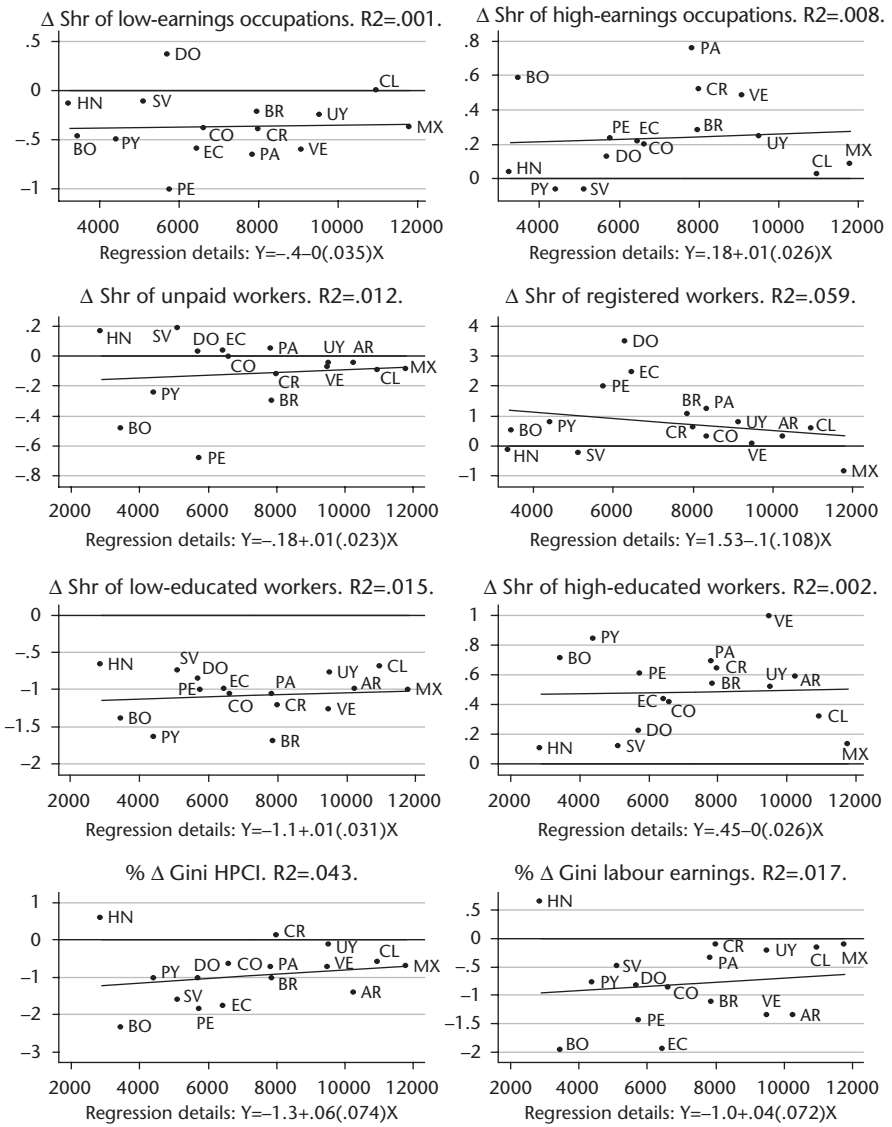 Δ Shr of low-earnings occupations. R2=.001.
.5
0
–.5
–1
DO
CL
HN
SV
BR
UY
MX
BO
PY
CO
CR
EC
PA
VE
PE
4000 6000 8000 10000 12000
Regression details: Y=–.4–0(.035)X
Δ Shr of high-earnings occupations. R2=.008.
.8
.6
.4
.2
0
PA
BO
CR
VE
PE
EC
BR
CO
UY
DO
HN
CL
MX
PY
SV
4000 6000 8000 10000 12000
Regression details: Y=.18+.01(.026)X
Δ Shr of unpaid workers. R2=.012.
.2
0
–.2
–.4
–.6
–.8
HN
SV
DO
EC
PA
UY
AR
CO
CR
VE
CL
MX
PY
BR
BO
PE
2000 4000 6000 8000 10000 12000
Regression details: Y=–.18+.01(.023)X
Δ Shr of registered workers. R2=.059.
4
3
2
1
0
–1
DO
EC
PE
BR
PA
BO
PY
CR
CO
UY
AR
CL
HN
SV
VE
MX
4000 6000 8000 10000 12000
Regression details: Y=1.53–.1(.108)X
Δ Shr of low-educated workers. R2=.015.
0
–.5
–1
–1.5
–2
HN
SV
DO
EC
UY
CL
PE
CO
PA
AR
MX
CR
VE
BO
PY
BR
2000 4000 6000 8000 10000 12000
Regression details: Y=–1.1+.01(.031)X
Δ Shr of high-educated workers. R2=.002.
1
.8
.6
.4
.2
0
VE
PY
BO
PA
CR
PE
BR
UY
AR
EC
CO
CL
DO
HN
SV
MX
2000 4000 6000 8000 10000 12000
Regression details: Y=.45–0(.026)X
% Δ Gini HPCI. R2=.043.
1
0
–1
–2
–3
HN
CR
UY
PY
DO
CO
PA
VE
CL
MX
BR
SV
EC
AR
BO
PE
2000 4000 6000 8000 10000 12000
Regression details: Y=–1.3+.06(.074)X
% Δ Gini labour earnings. R2=.017.
.5
0
–.5
–1
–1.5
–2
HN
CR
UY
CL
MX
SV
PA
PY
DO
CO
BR
VE
AR
PE
BO
EC
2000 4000 6000 8000 10000 12000
Regression details: Y=–1.0+.04(.072)X